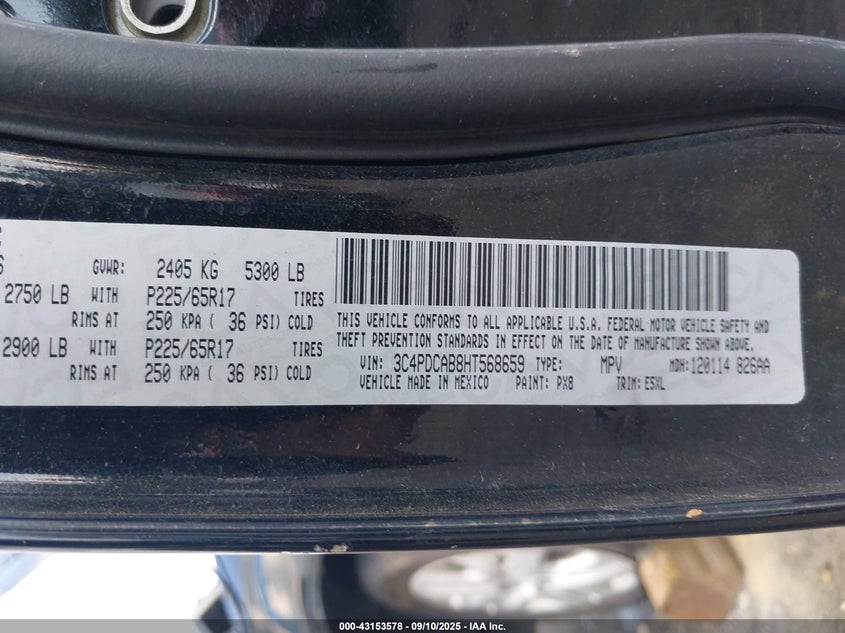 GVWR: 2405 KG 5300 LB
2750 LB WITH P225/65R17 TIRES
RIMS AT 250 KPA ( 36 PSI) COLD
2900 LB WITH P225/65R17 TIRES
RIMS AT 250 KPA ( 36 PSI) COLD
THIS VEHICLE CONFORMS TO ALL APPLICABLE U.S.A. FEDERAL MOTOR VEHICLE SAFETY AND
THEFT PREVENTION STANDARDS IN EFFECT ON THE DATE OF MANUFACTURE SHOWN ABOVE.
VIN: 3C4PDCAB8HT568659 TYPE: MPV MDH: 120114 826AA
VEHICLE MADE IN MEXICO PAINT: PX8 TRIM: E5XL
000-43153578 - 09/10/2025 - IAA Inc.